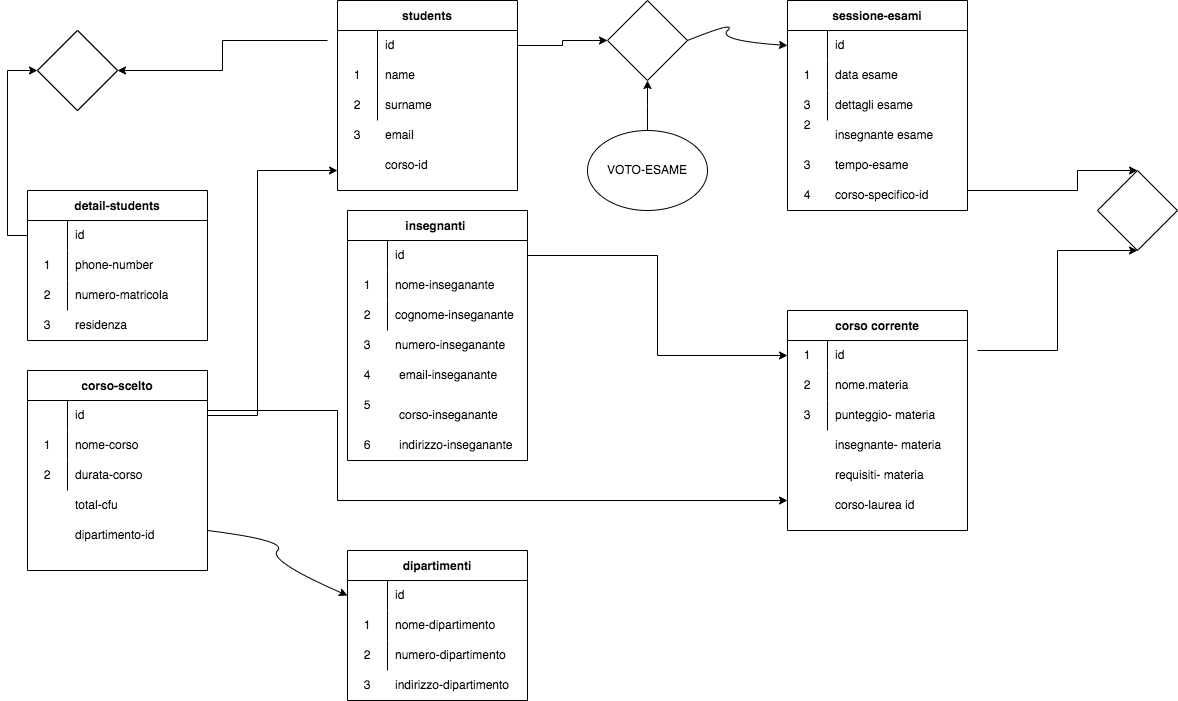 students
id
1 name
2 surname
3 email
corso-id
VOTO-ESAME
sessione-esami
id
1 data esame
3 dettagli esame
2 insegnante esame
3 tempo-esame
4 corso-specifico-id
detail-students
id
1 phone-number
2 numero-matricola
3 residenza
insegnanti
id
1 nome-inseganante
2 cognome-inseganante
3 numero-inseganante
4 email-inseganante
5 corso-inseganante
6 indirizzo-inseganante
corso corrente
1 id
2 nome.materia
3 punteggio- materia
insegnante- materia
requisiti- materia
corso-laurea id
corso-scelto
id
1 nome-corso
2 durata-corso
total-cfu
dipartimento-id
dipartimenti
id
1 nome-dipartimento
2 numero-dipartimento
3 indirizzo-dipartimento